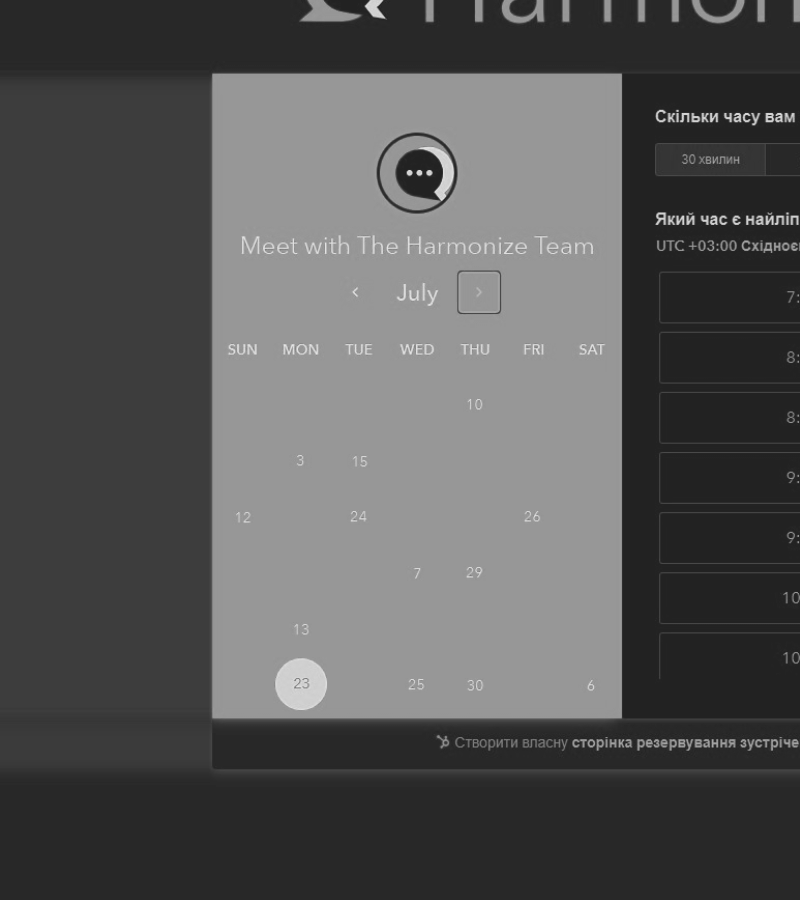 Meet with The Harmonize Team
July
SUN MON TUE WED THU FRI SAT
10
3 15
12 24 26
7 29
13
23 25 30 6
Скільки часу вам
30 хвилин
Який час є найліп
UTC +03:00 Східноє
7:
8:
8:
9:
9:
10
10
Створити власну сторінка резервування зустріче